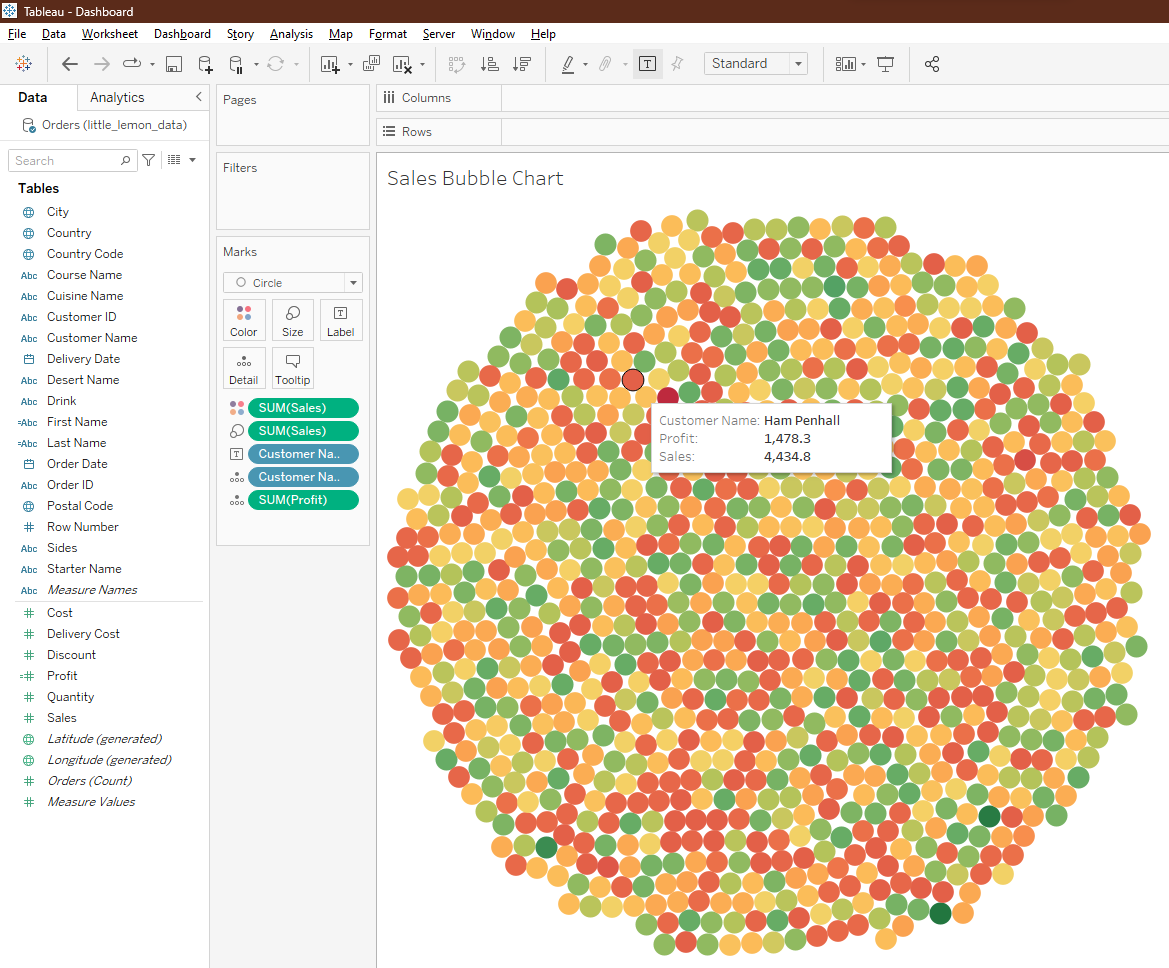 Tableau - Dashboard
File Data Worksheet Dashboard Story Analysis Map Format Server Window Help
Standard
Data Analytics
Orders (little_lemon_data)
Search
Tables
City
Country
Country Code
Course Name
Cuisine Name
Customer ID
Customer Name
Delivery Date
Desert Name
Drink
First Name
Last Name
Order Date
Order ID
Postal Code
Row Number
Sides
Starter Name
Measure Names
Cost
Delivery Cost
Discount
Profit
Quantity
Sales
Latitude (generated)
Longitude (generated)
Orders (Count)
Measure Values
Pages
Filters
Marks
Circle
Color Size Label
Detail Tooltip
SUM(Sales)
SUM(Sales)
Customer Na..
Customer Na..
SUM(Profit)
Columns
Rows
Sales Bubble Chart
Customer Name: Ham Penhall
Profit: 1,478.3
Sales: 4,434.8